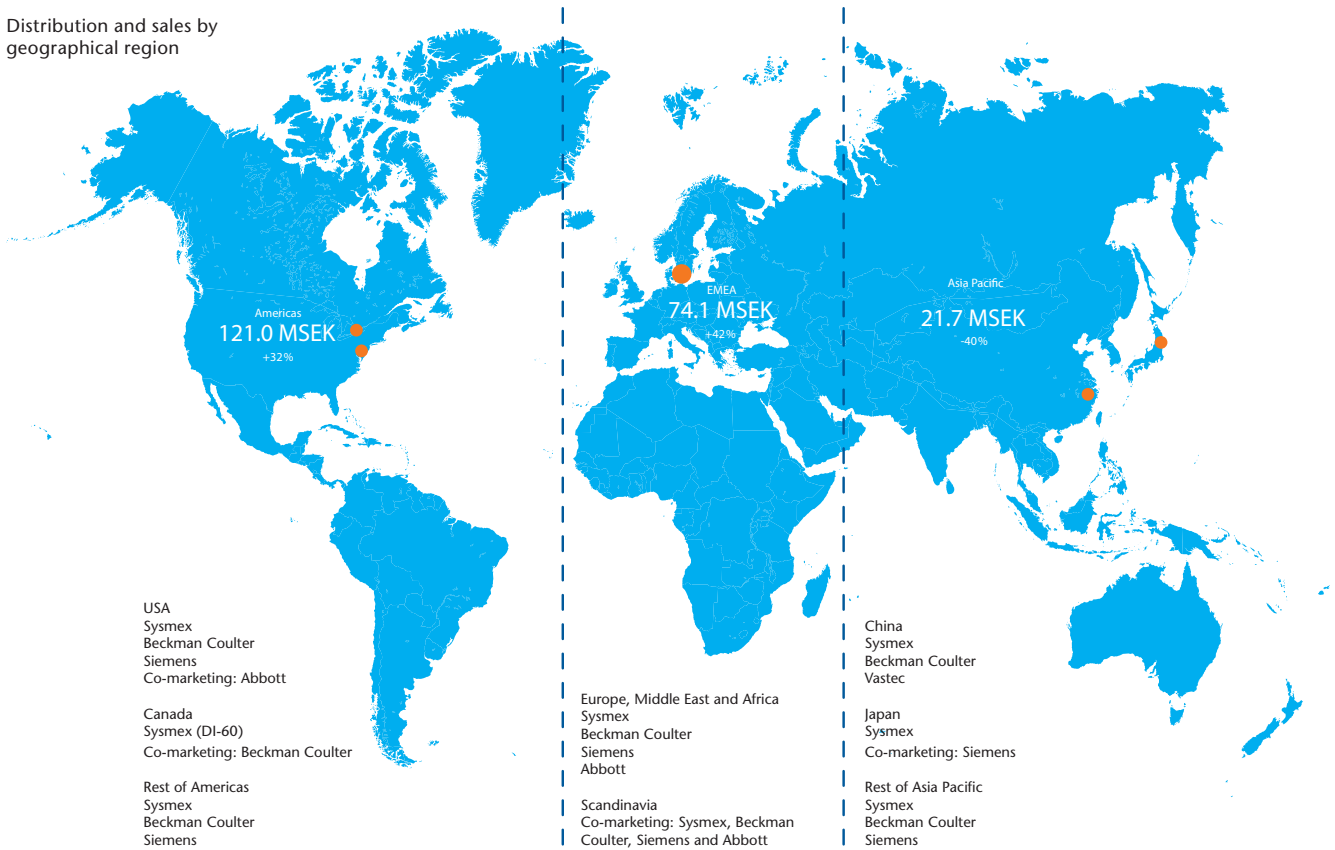 Distribution and sales by
geographical region
Americas
121.0 MSEK
+32%
EMEA
74.1 MSEK
+42%
Asia Pacific
21.7 MSEK
-40%
USA
Sysmex
Beckman Coulter
Siemens
Co-marketing: Abbott
Canada
Sysmex (DI-60)
Co-marketing: Beckman Coulter
Rest of Americas
Sysmex
Beckman Coulter
Siemens
Europe, Middle East and Africa
Sysmex
Beckman Coulter
Siemens
Abbott
Scandinavia
Co-marketing: Sysmex, Beckman
Coulter, Siemens and Abbott
China
Sysmex
Beckman Coulter
Vastec
Japan
Sysmex
Co-marketing: Siemens
Rest of Asia Pacific
Sysmex
Beckman Coulter
Siemens